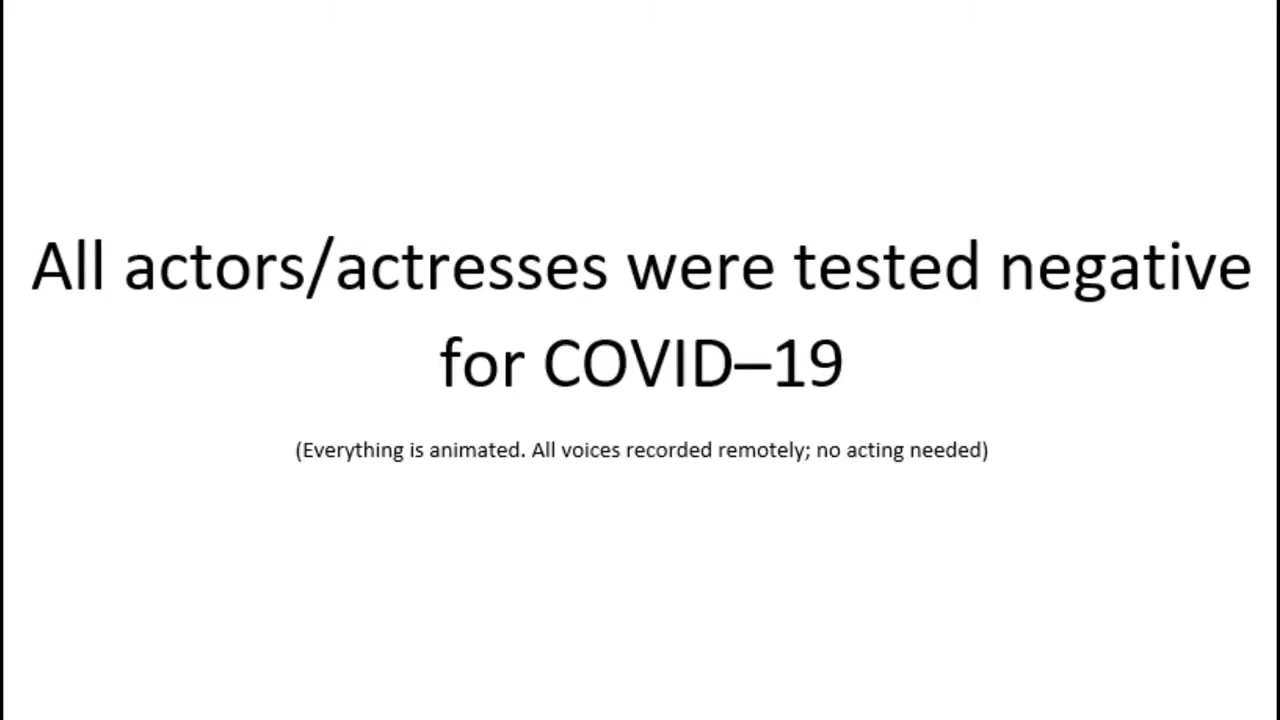 All actors/actresses were tested negative
for COVID–19
(Everything is animated. All voices recorded remotely; no acting needed)